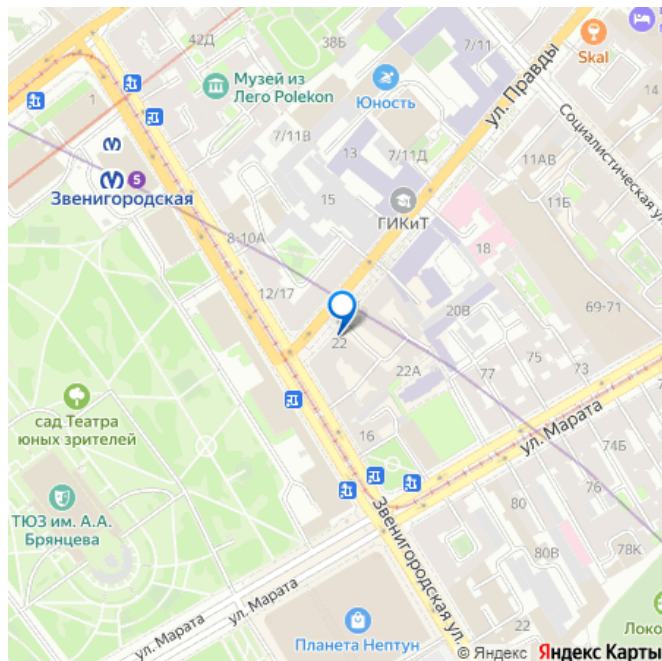 42Д
38Б
7/11
Skal
14
1
Музей из
Лего Polekon
Юность
ул. Правды
Социалистическая ул.
7/11В
13
7/11Д
11АВ
5
Звенигородская
15
ГИКиТ
11Б
8-10А
18
12/17
20В
69-71
22
22А
75
73
77
сад Театра
юных зрителей
16
ул. Марата
74Б
76
ТЮЗ им. А.А.
Брянцева
80
80В
78К
Звенигородская ул.
ул. Марата
ул. Марата
22
Планета Нептун
Локо
© Яндекс Яндекс Карты